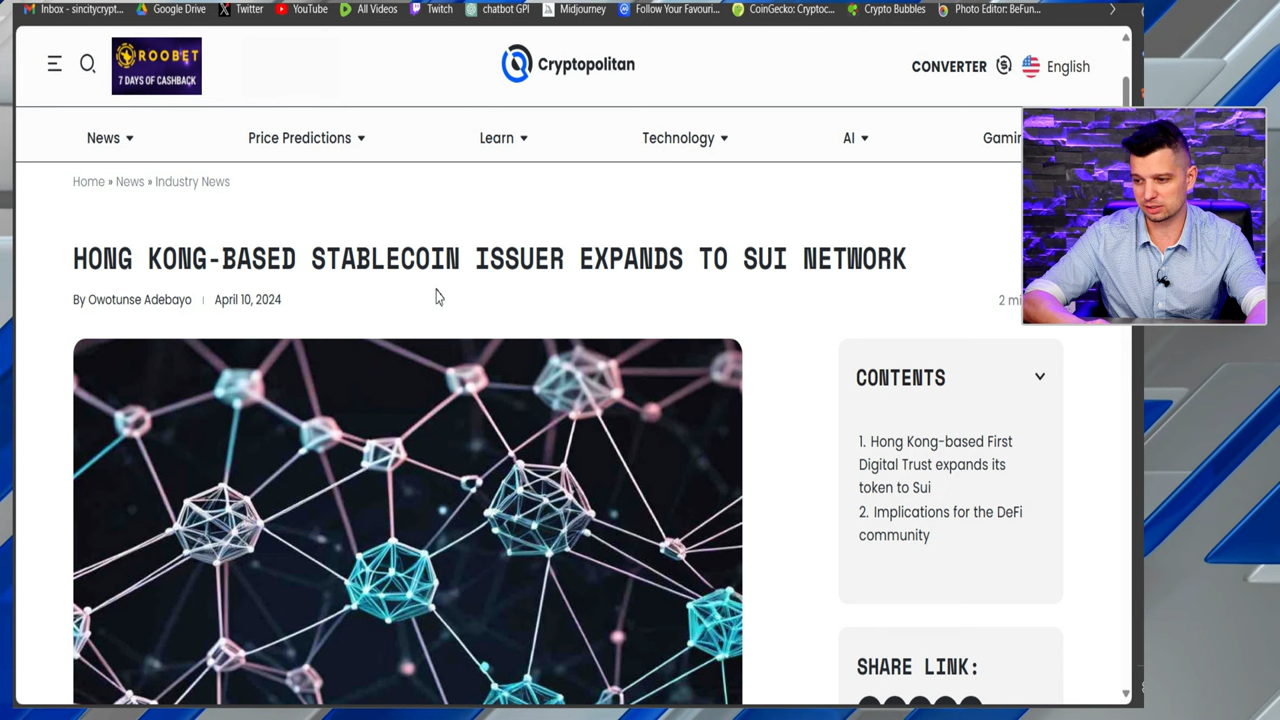 Inbox - sincitycrypt...
Google Drive
Twitter
YouTube
All Videos
Twitch
chatbot GPI
Midjourney
Follow Your Favouri...
CoinGecko: Cryptoc...
Crypto Bubbles
Photo Editor: BeFun...
ROOBET
7 DAYS OF CASHBACK
Cryptopolitan
CONVERTER
English
News
Price Predictions
Learn
Technology
AI
Gamin
Home » News » Industry News
HONG KONG-BASED STABLECOIN ISSUER EXPANDS TO SUI NETWORK
By Owotunse Adebayo | April 10, 2024
2 mi
CONTENTS
1. Hong Kong-based First
Digital Trust expands its
token to Sui
2. Implications for the DeFi
community
SHARE LINK: